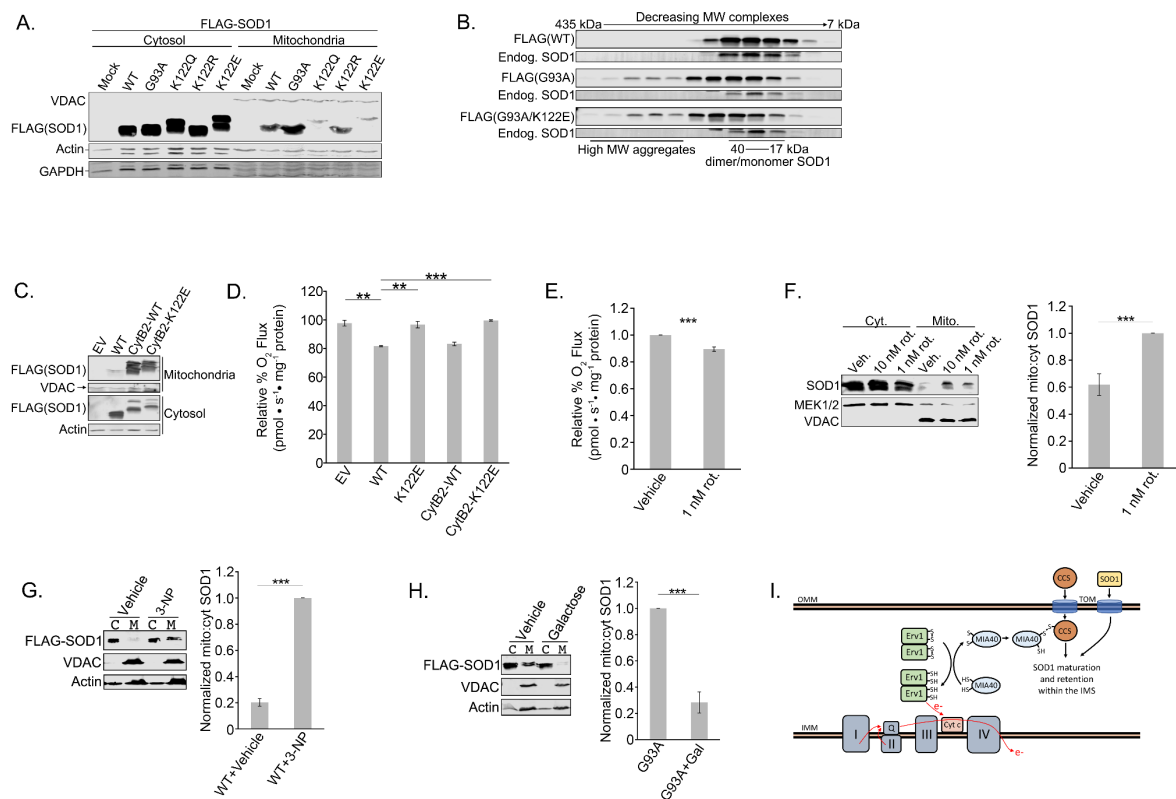 A.
FLAG-SOD1
Cytosol Mitochondria
Mock WT G93A K122Q K122R K122E Mock WT G93A K122Q K122R K122E
VDAC
FLAG(SOD1)
Actin
GAPDH
B.
Decreasing MW complexes
435 kDa 7 kDa
FLAG(WT)
Endog. SOD1
FLAG(G93A)
Endog. SOD1
FLAG(G93A/K122E)
Endog. SOD1
High MW aggregates
40 17 kDa
dimer/monomer SOD1
C.
EV WT CytB2-WT CytB2-K122E
FLAG(SOD1)
VDAC
Mitochondria
FLAG(SOD1)
Actin
Cytosol
D.
Relative % O2 Flux
(pmol • s-1• mg-1 protein)
120
100
80
60
40
20
0
** ** ***
EV WT K122E CytB2-WT CytB2-K122E
E.
Relative % O2 Flux
(pmol • s-1• mg-1 protein)
1.2
1.0
0.8
0.6
0.4
0.2
0
***
Vehicle 1 nM rot.
F.
Cyt. Mito.
Veh. 10 nM rot. 1 nM rot. Veh. 10 nM rot. 1 nM rot.
SOD1
MEK1/2
VDAC
Normalized mito:cyt SOD1
1.2
1.0
0.8
0.6
0.4
0.2
0
***
Vehicle 1 nM rot.
G.
Vehicle 3-NP
C M C M
FLAG-SOD1
VDAC
Actin
Normalized mito:cyt SOD1
1.2
1.0
0.8
0.6
0.4
0.2
0
***
WT+Vehicle WT+3-NP
H.
Vehicle Galactose
C M C M
FLAG-SOD1
VDAC
Actin
Normalized mito:cyt SOD1
1.2
1.0
0.8
0.6
0.4
0.2
0
***
G93A G93A+Gal
I.
CCS SOD1
OMM TOM
Erv1 S
Erv1 S
S S MIA40 MIA40 S-S CCS
SH
Erv1 SH
Erv1 SH
HS HS MIA40
SOD1 maturation
and retention
within the IMS
e-
IMM
I Q II III Cyt c IV
e-